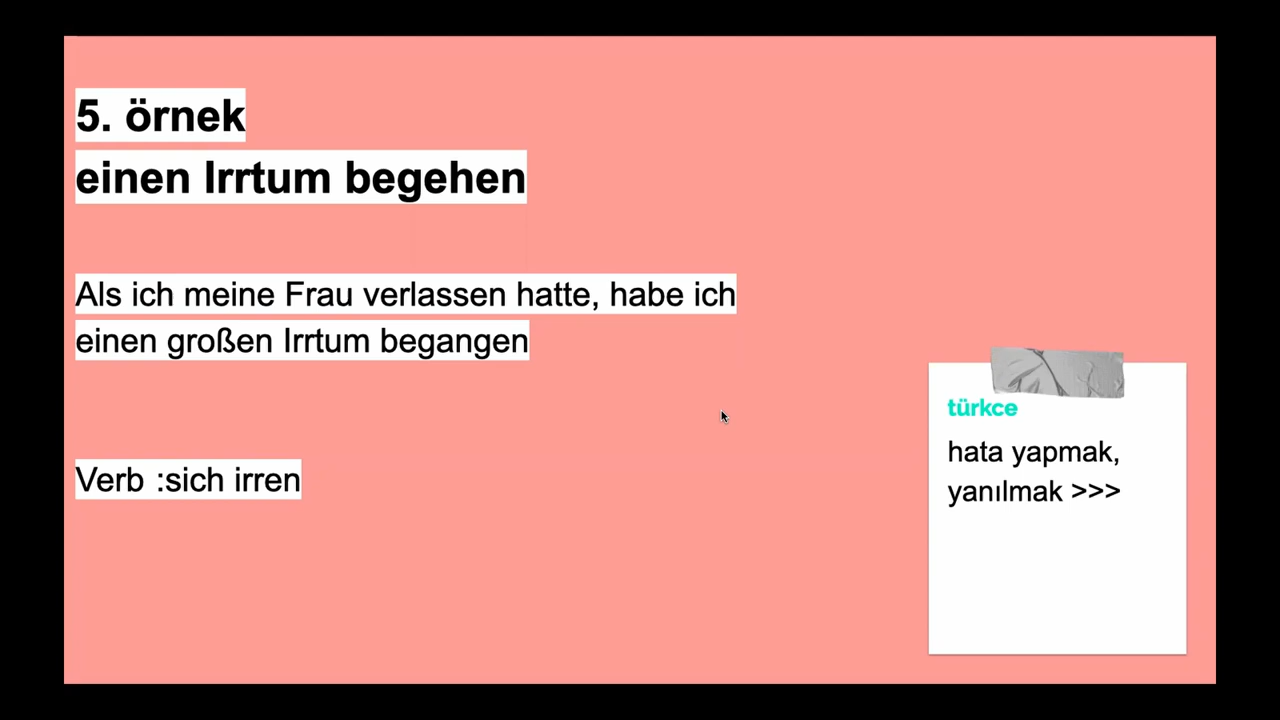 5. örnek
einen Irrtum begehen
Als ich meine Frau verlassen hatte, habe ich
einen großen Irrtum begangen
Verb :sich irren
türkce
hata yapmak,
yanılmak >>>